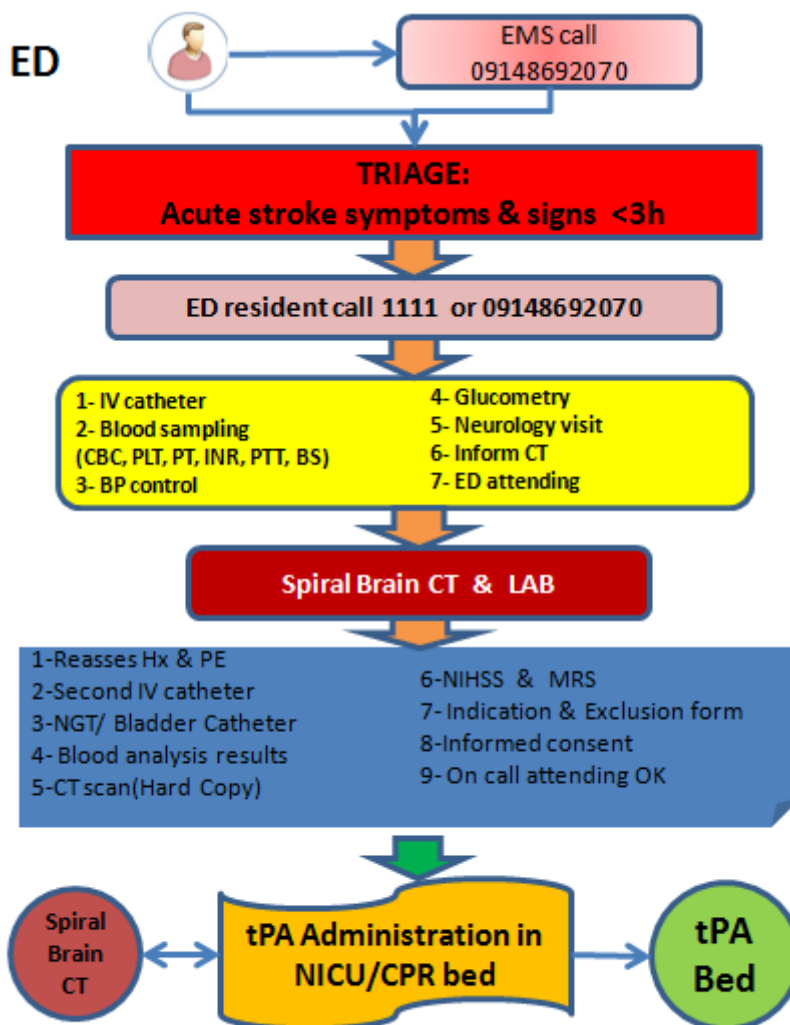 ED
EMS call
09148692070
TRIAGE:
Acute stroke symptoms & signs <3h
ED resident call 1111 or 09148692070
1- IV catheter
2- Blood sampling
(CBC, PLT, PT, INR, PTT, BS)
3- BP control
4- Glucometry
5- Neurology visit
6- Inform CT
7- ED attending
Spiral Brain CT & LAB
1-Reasses Hx & PE
2-Second IV catheter
3-NGT/ Bladder Catheter
4- Blood analysis results
5-CT scan(Hard Copy)
6-NIHSS & MRS
7- Indication & Exclusion form
8-Informed consent
9- On call attending OK
Spiral
Brain
CT
tPA Administration in
NICU/CPR bed
tPA
Bed